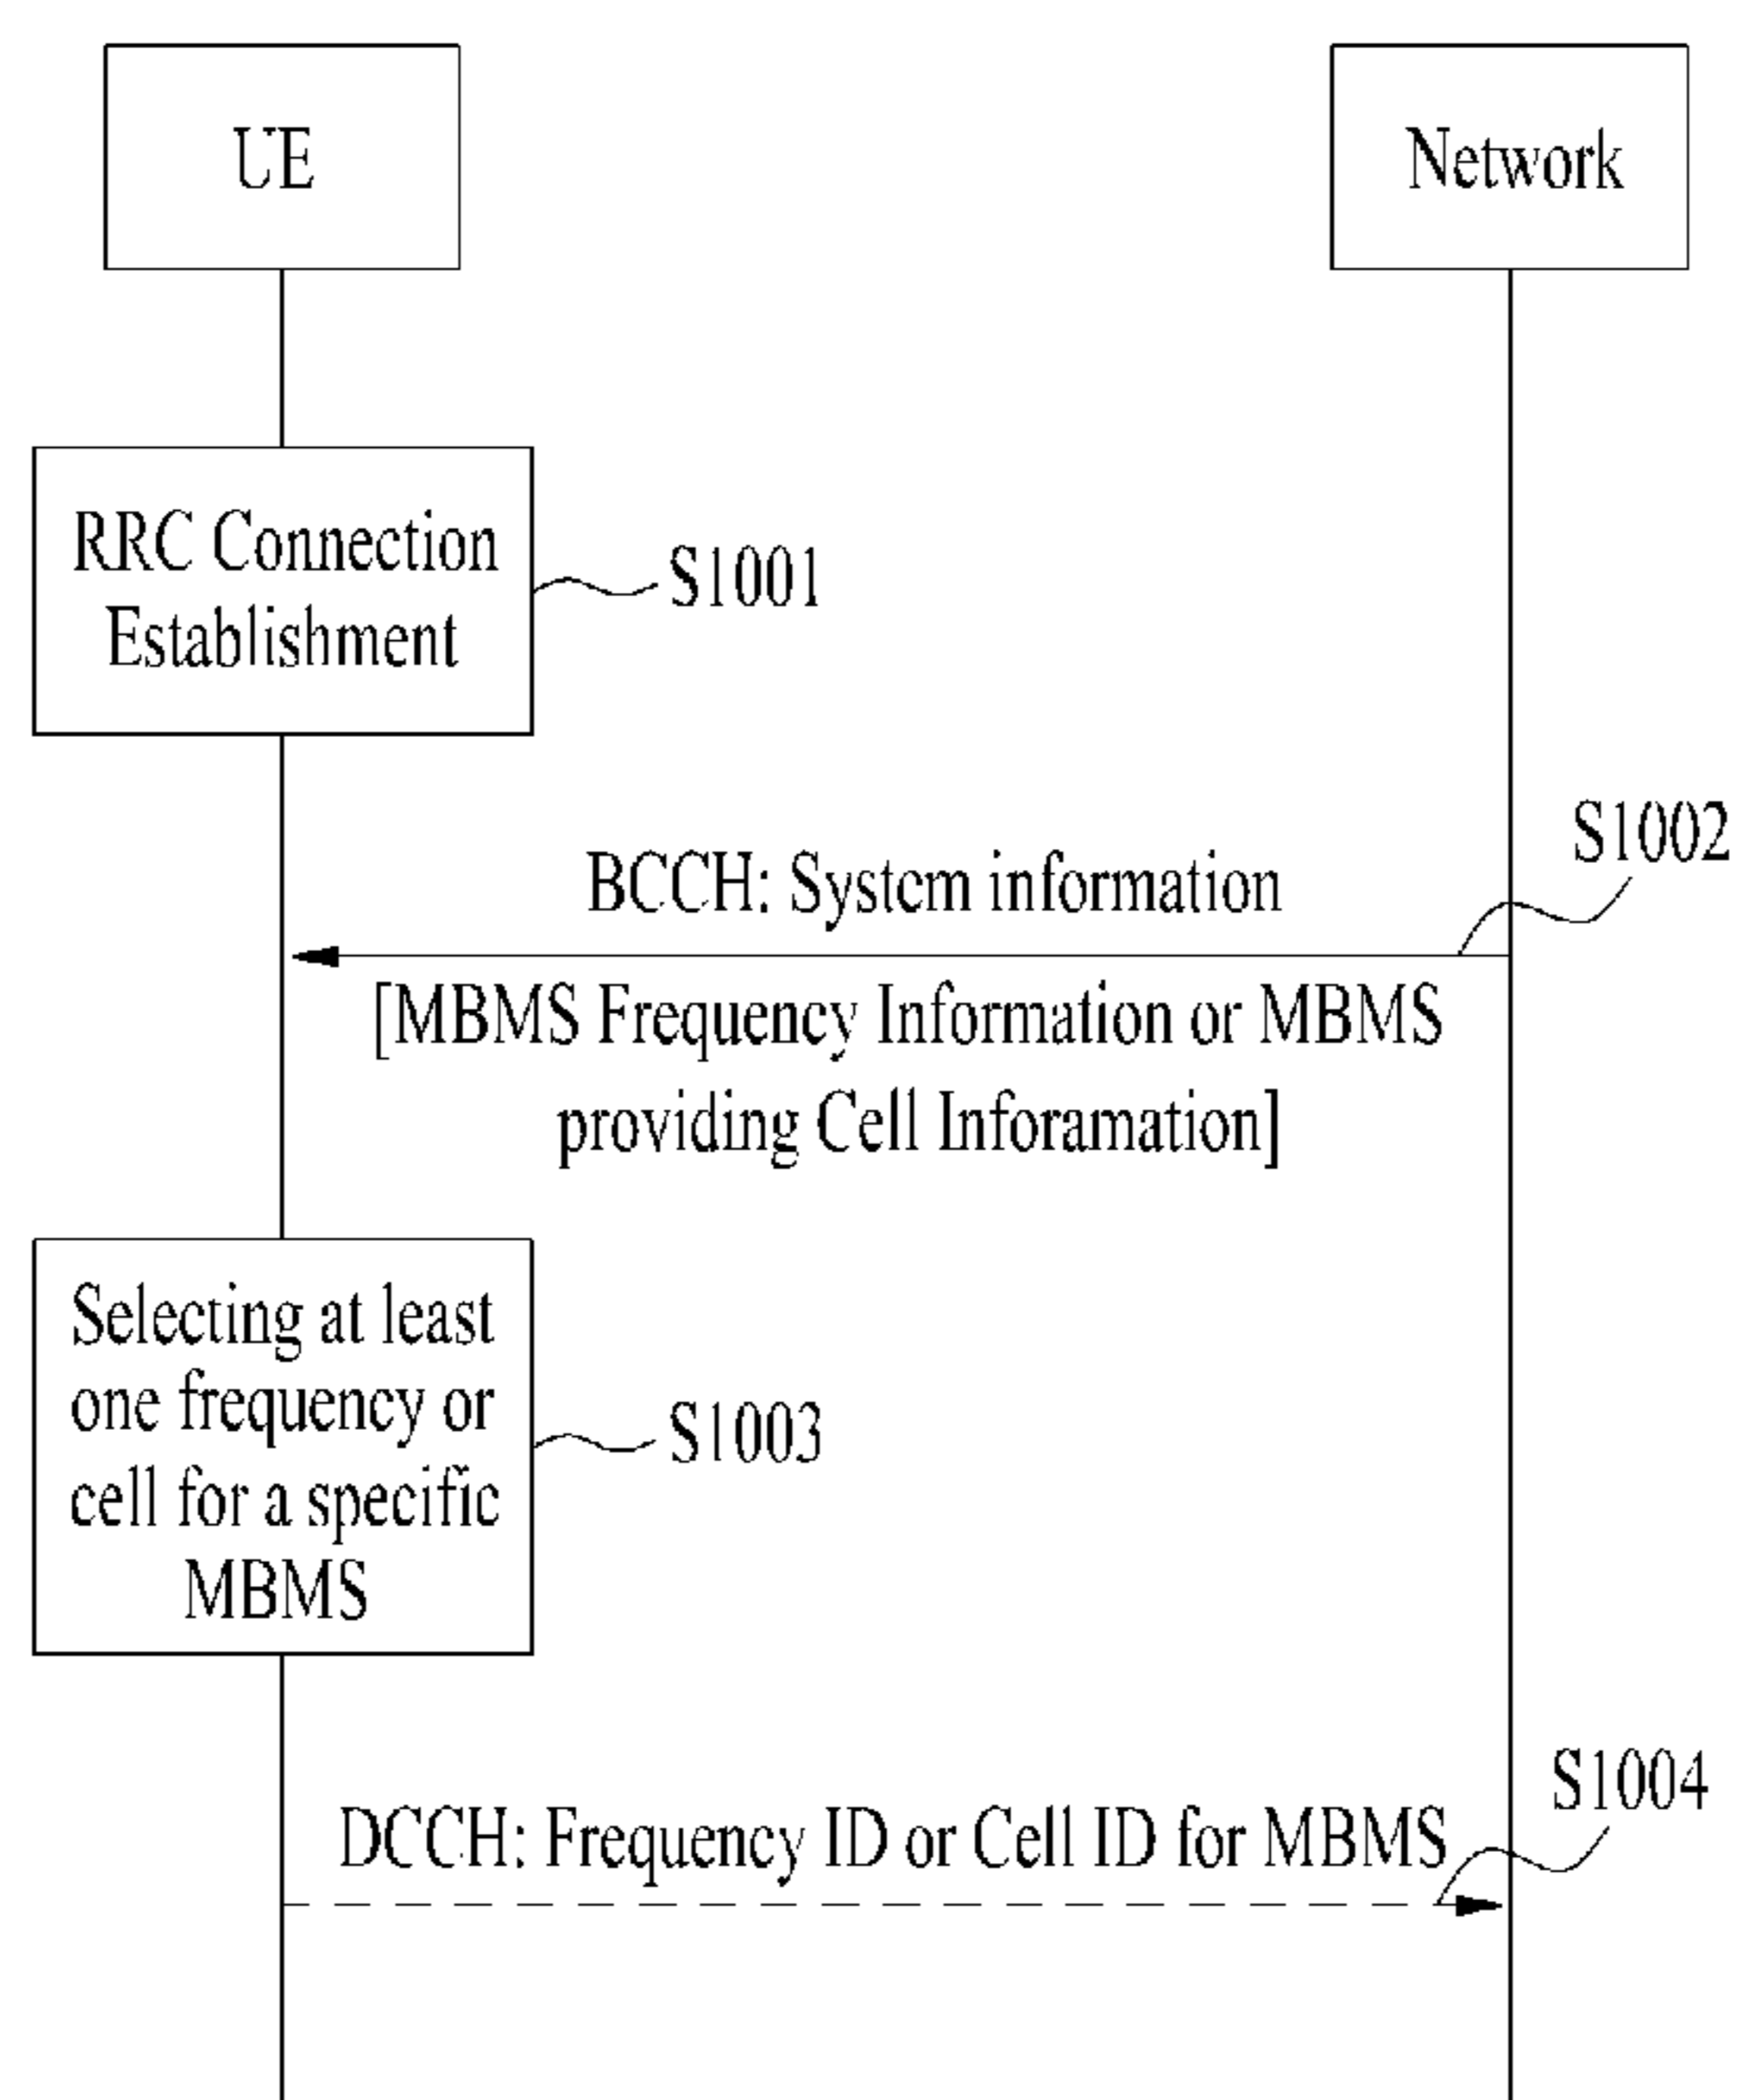 UE
Network
RRC Connection
Establishment
S1001
S1002
BCCH: System information
[MBMS Frequency Information or MBMS
providing Cell Inforamation]
Selecting at least
one frequency or
cell for a specific
MBMS
S1003
S1004
DCCH: Frequency ID or Cell ID for MBMS